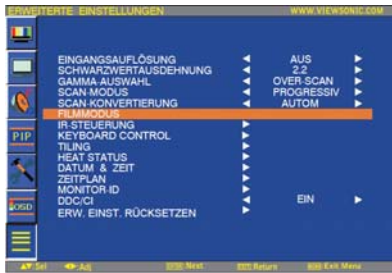 ERWEITERTE EINSTELLUNGEN WWW.VIEWSONIC.COM
EINGANGSAUFLÖSUNG
SCHWARZWERTAUSDEHNUNG AUS
GAMMA-AUSWAHL 2.2
SCAN-MODUS OVER-SCAN
SCAN-KONVERTIERUNG PROGRESSIV
FILMMODUS AUTOM
IR-STEUERUNG
KEYBOARD CONTROL
TILING
HEAT STATUS
DATUM & ZEIT
ZEITPLAN
MONITOR-ID
DDC/CI EIN
ERW. EINST. RÜCKSETZEN
PIP
OSD
Sel Adj Next Return Exit Menu